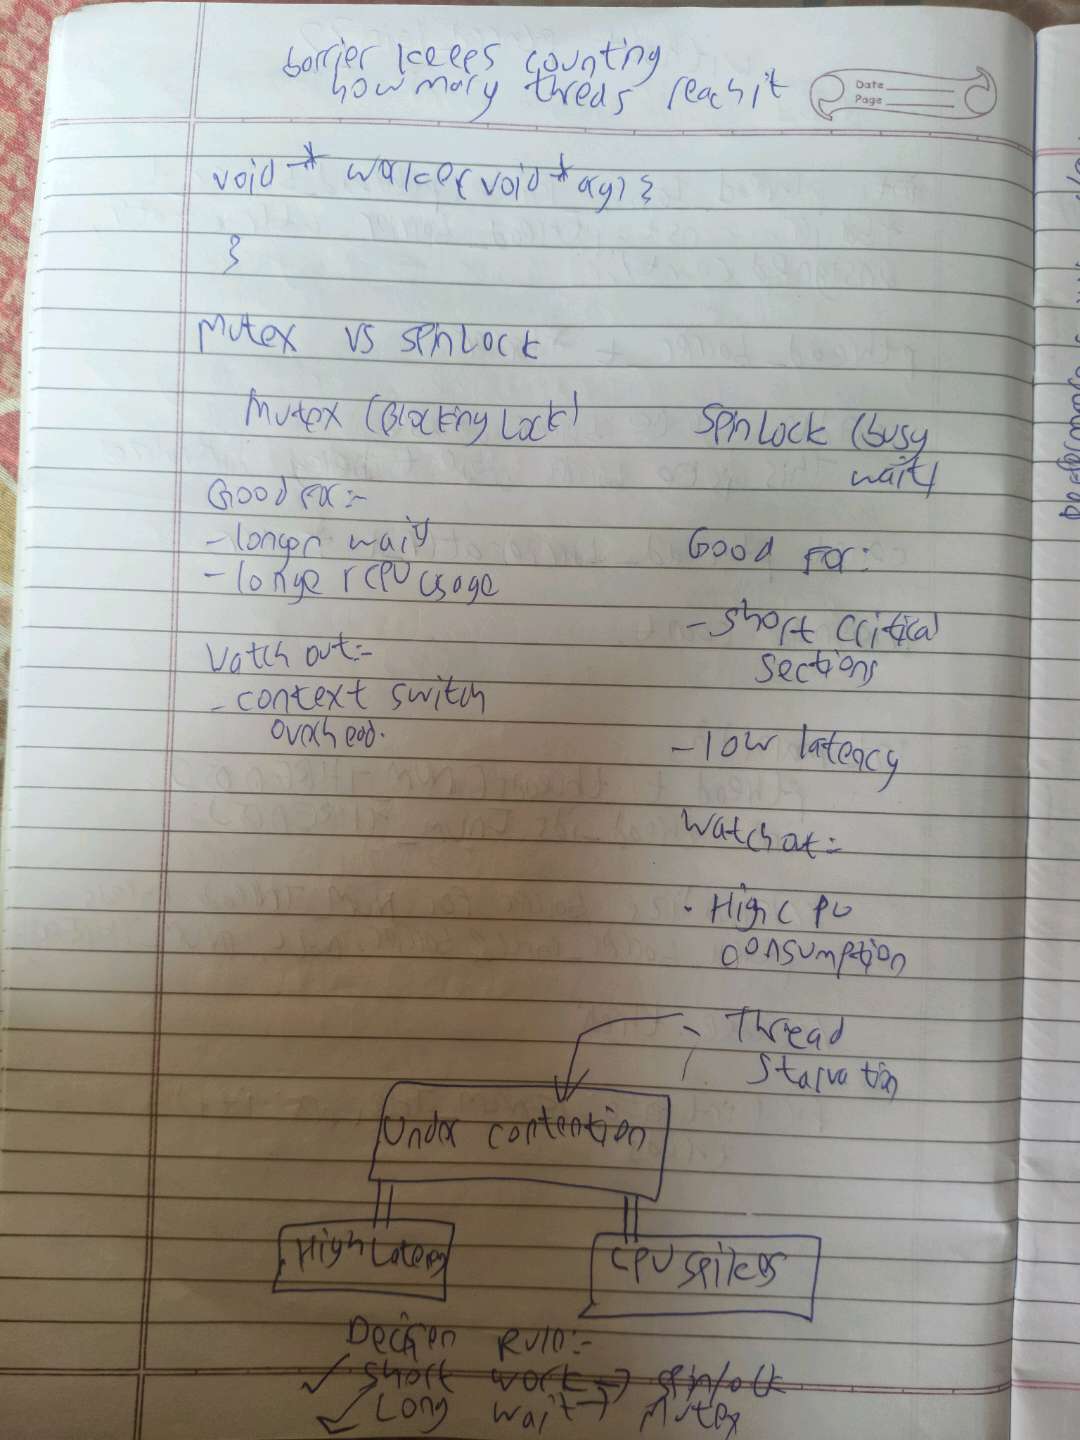 barrier keeps counting
how many threds reach it
Date
Page
void* worker(void* arg) {
}
Mutex vs SpinLock
Mutex (Blocking Lock)
Good For:-
- longer wait
- longer CPU usage
Watch out:-
- context switch
overhead.
SpinLock (busy
wait)
Good For:
- short critical
sections
- low latency
Watch out:-
- High CPU
consumption
- Thread
starvation
Under contention
High Latency
CPU spikes
Decision Rule:-
✓ Short work → spinlock
✓ Long wait → Mutex